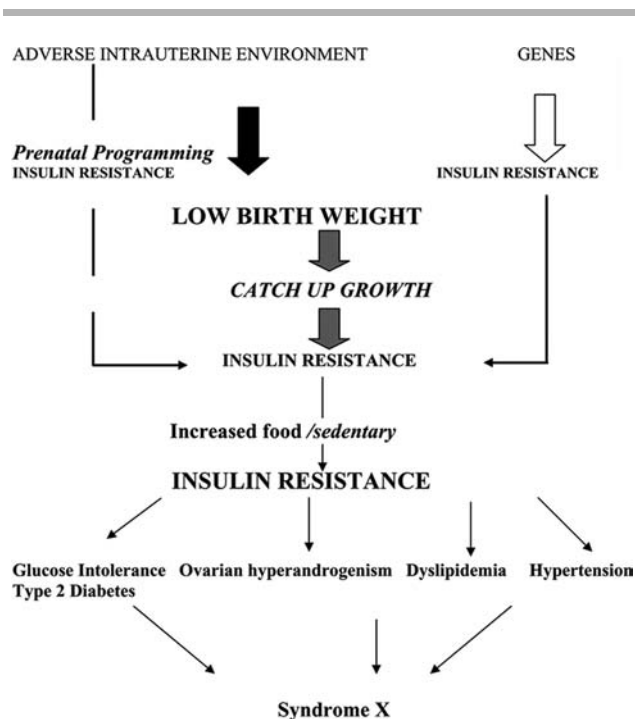 ADVERSE INTRAUTERINE ENVIRONMENT
GENES
Prenatal Programming
INSULIN RESISTANCE
INSULIN RESISTANCE
LOW BIRTH WEIGHT
CATCH UP GROWTH
INSULIN RESISTANCE
Increased food /sedentary
INSULIN RESISTANCE
Glucose Intolerance
Type 2 Diabetes
Ovarian hyperandrogenism
Dyslipidemia
Hypertension
Syndrome X